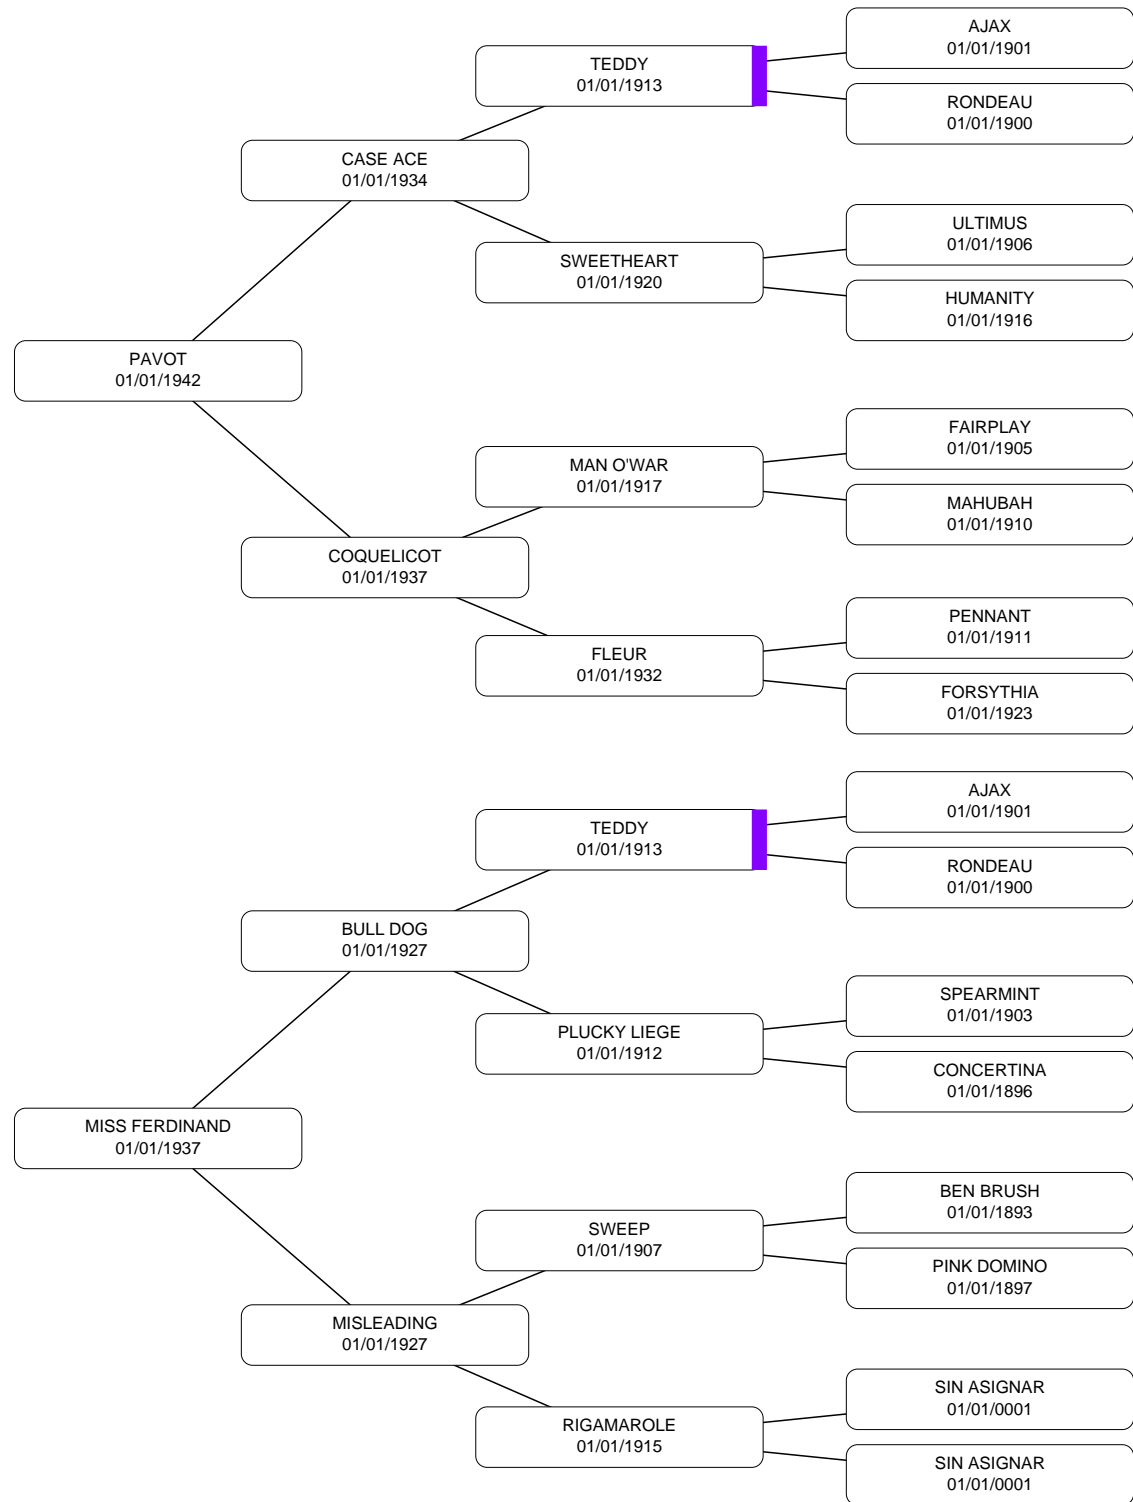 AJAX
01/01/1901
TEDDY
01/01/1913
RONDEAU
01/01/1900
CASE ACE
01/01/1934
ULTIMUS
01/01/1906
SWEETHEART
01/01/1920
HUMANITY
01/01/1916
PAVOT
01/01/1942
FAIRPLAY
01/01/1905
MAN O'WAR
01/01/1917
MAHUBAH
01/01/1910
COQUELICOT
01/01/1937
PENNANT
01/01/1911
FLEUR
01/01/1932
FORSYTHIA
01/01/1923
AJAX
01/01/1901
TEDDY
01/01/1913
RONDEAU
01/01/1900
BULL DOG
01/01/1927
SPEARMINT
01/01/1903
PLUCKY LIEGE
01/01/1912
CONCERTINA
01/01/1896
MISS FERDINAND
01/01/1937
BEN BRUSH
01/01/1893
SWEEP
01/01/1907
PINK DOMINO
01/01/1897
MISLEADING
01/01/1927
SIN ASIGNAR
01/01/0001
RIGAMAROLE
01/01/1915
SIN ASIGNAR
01/01/0001